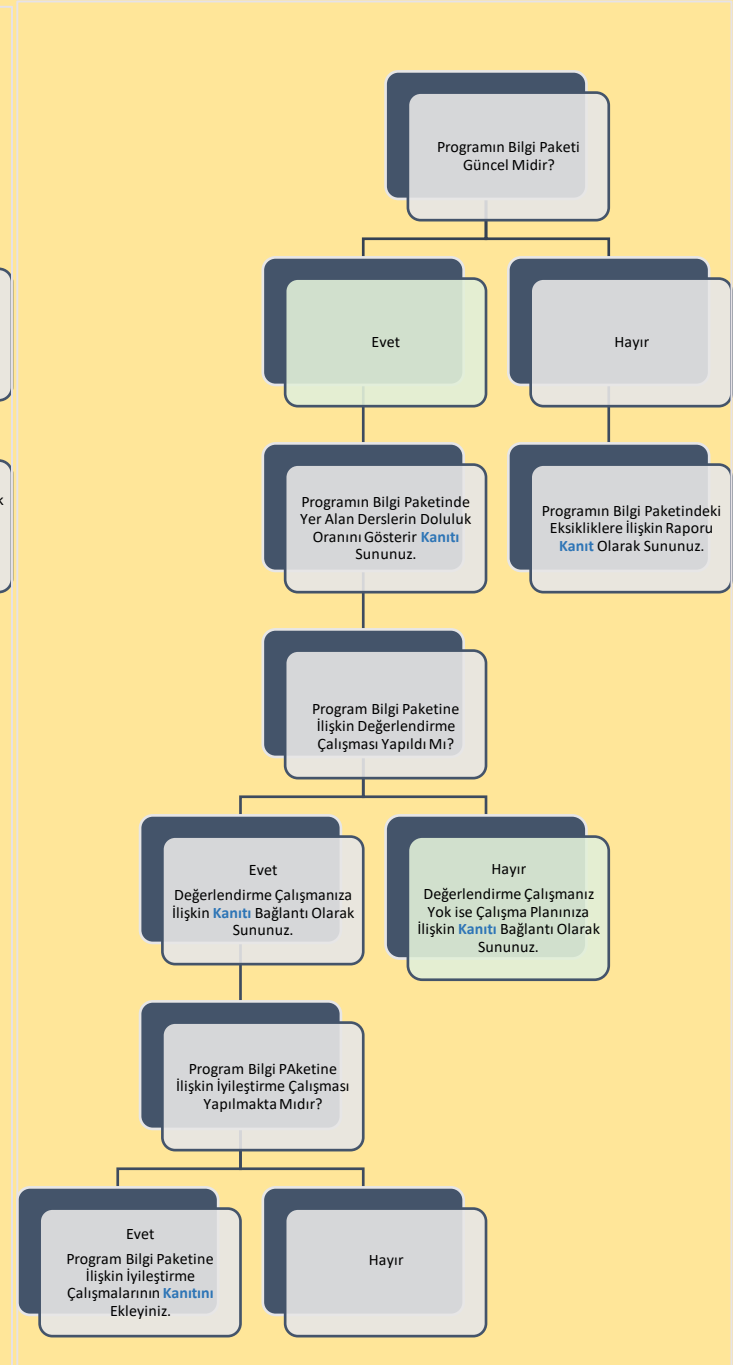 Programın Bilgi Paketi
Güncel Midir?
Evet
Hayır
Programın Bilgi Paketinde
Yer Alan Derslerin Doluluk
Oranını Gösterir Kanıtı
Sununuz.
Programın Bilgi Paketindeki
Eksikliklere İlişkin Raporu
Kanıt Olarak Sununuz.
k
Program Bilgi Paketine
İlişkin Değerlendirme
Çalışması Yapıldı Mı?
Evet
Değerlendirme Çalışmanıza
İlişkin Kanıtı Bağlantı Olarak
Sununuz.
Hayır
Değerlendirme Çalışmanız
Yok ise Çalışma Planınıza
İlişkin Kanıtı Bağlantı Olarak
Sununuz.
Program Bilgi PAketine
İlişkin İyileştirme Çalışması
Yapılmakta Mıdır?
Evet
Program Bilgi Paketine
İlişkin İyileştirme
Çalışmalarının Kanıtını
Ekleyiniz.
Hayır